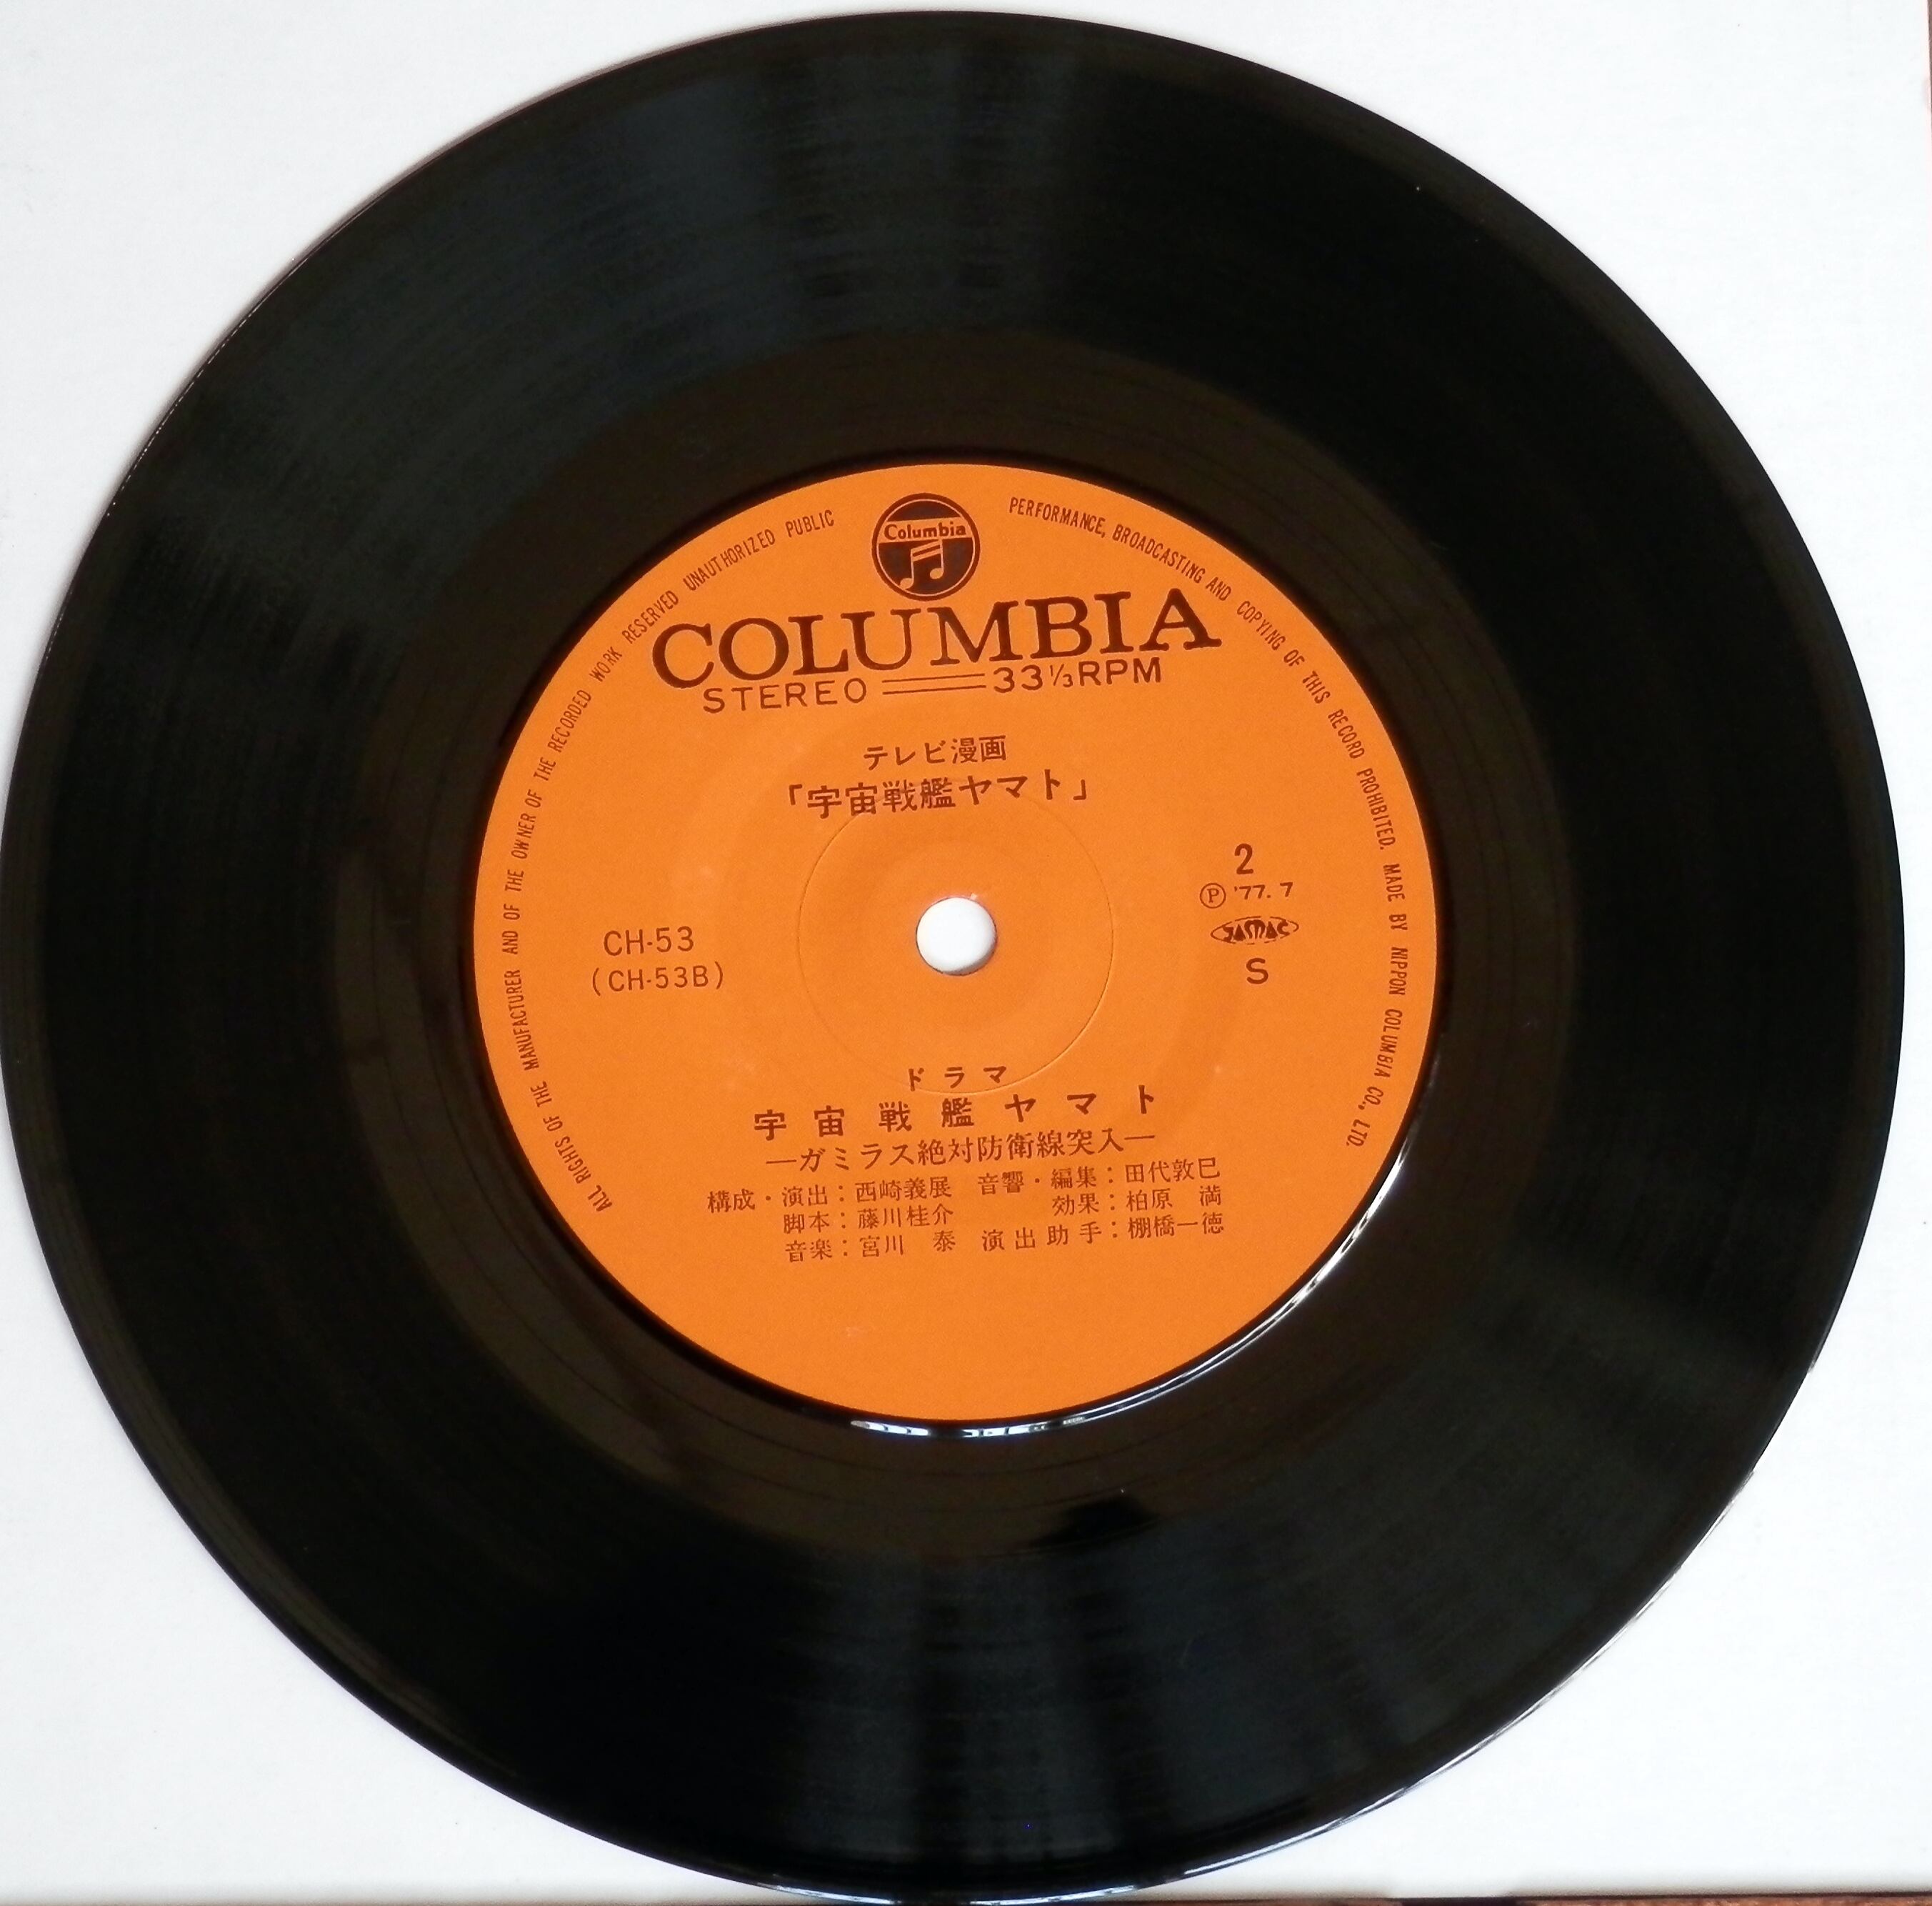 Columbia
COLUMBIA
STEREO 33⅓RPM
テレビ漫画
「宇宙戦艦ヤマト」
2
Ⓟ '77. 7
JASRAC
S
CH-53
(CH-53B)
ドラマ
宇宙戦艦ヤマト
—ガミラス絶対防衛線突入—
構成・演出：西崎義展 音響・編集：田代敦巳
脚本：藤川桂介 効果：柏原 満
音楽：宮川 泰 演出助手：棚橋一徳
ALL RIGHTS OF THE MANUFACTURER AND OF THE OWNER OF THE RECORDED WORK RESERVED UNAUTHORIZED PUBLIC PERFORMANCE, BROADCASTING AND COPYING OF THIS RECORD PROHIBITED. MADE BY NIPPON COLUMBIA CO., LTD.